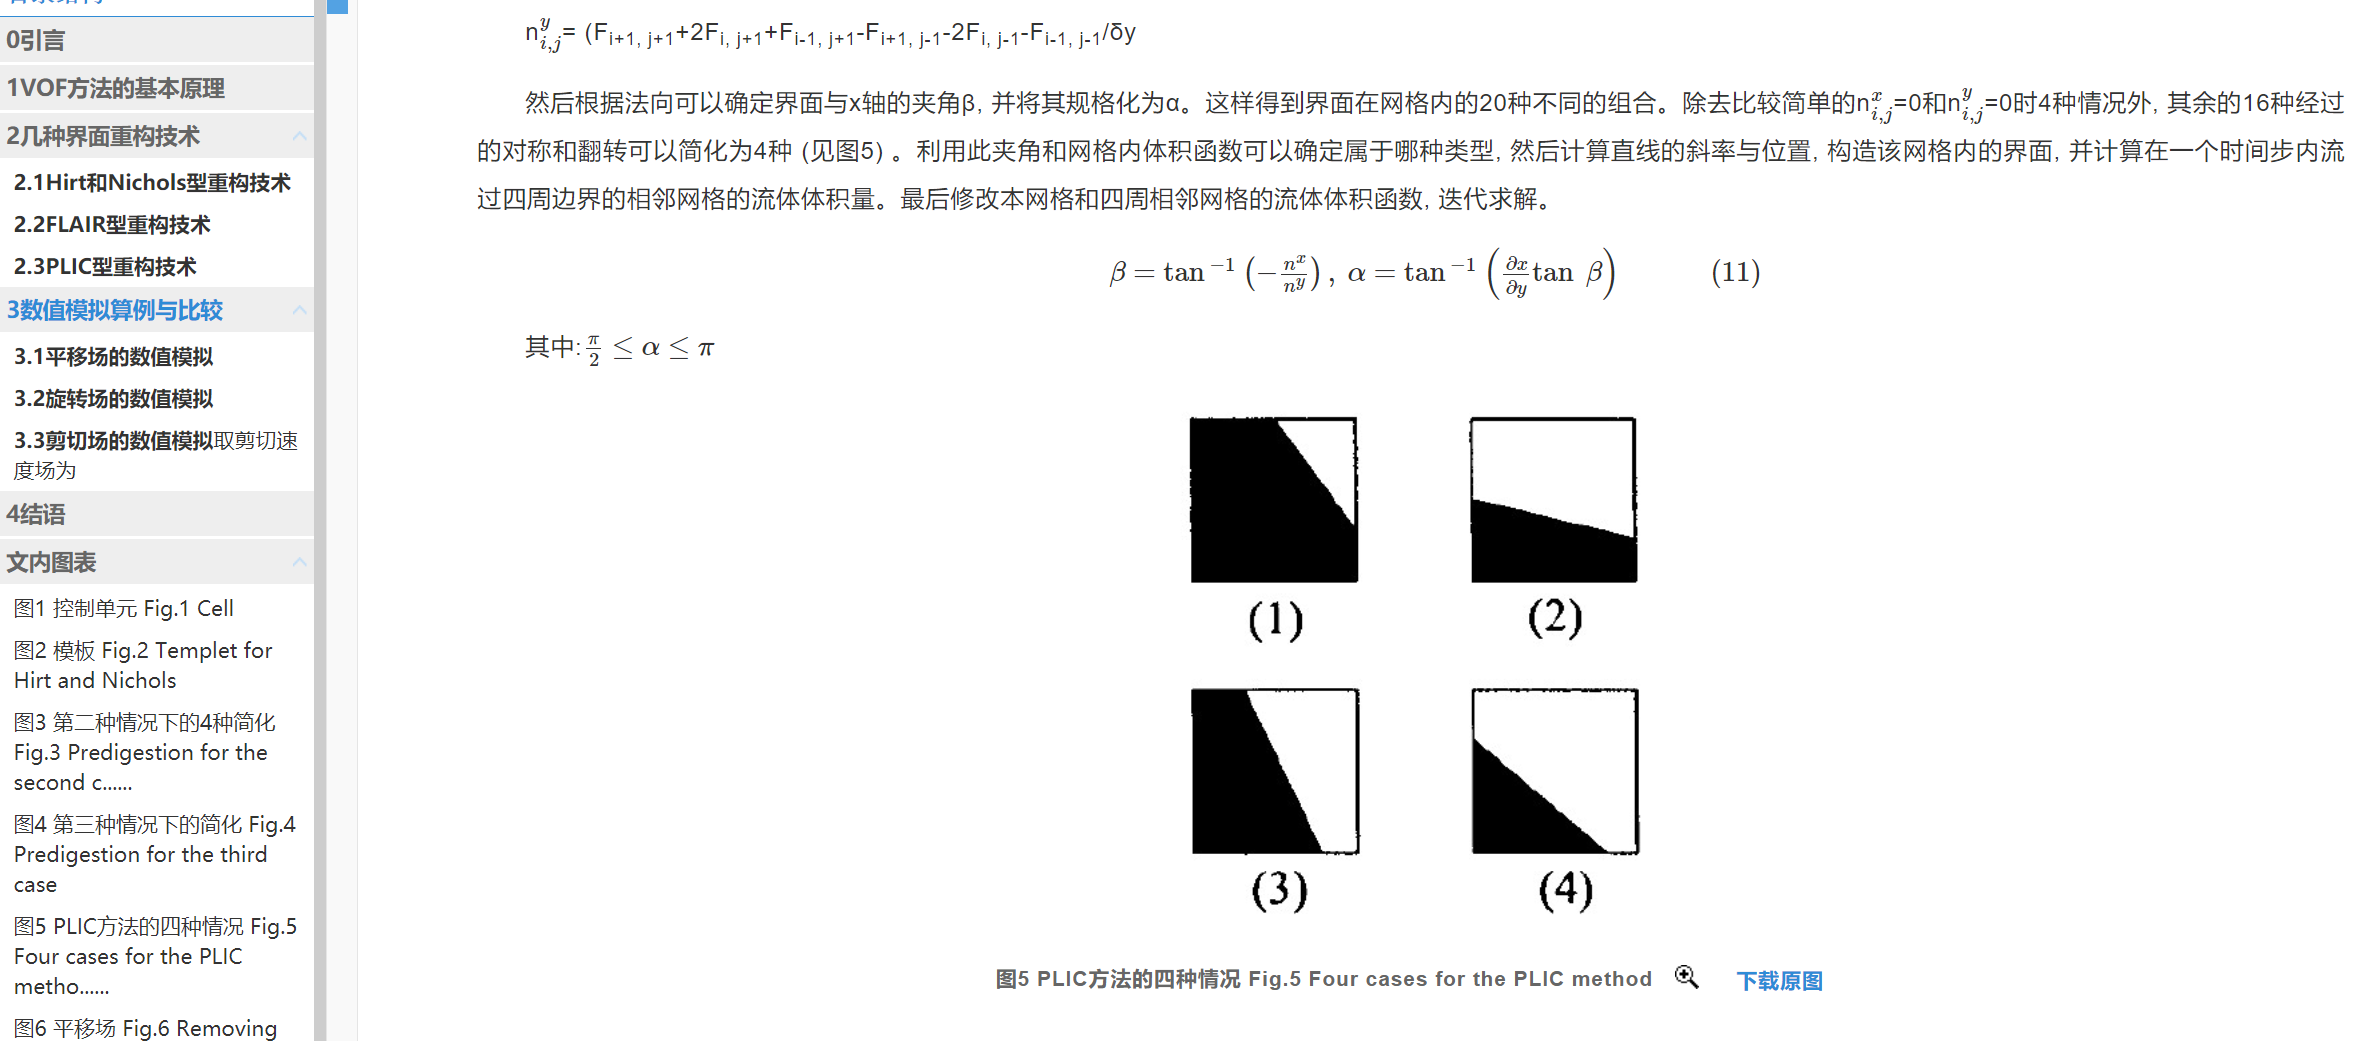 0引言
1VOF方法的基本原理
2几种界面重构技术
2.1Hirt和Nichols型重构技术
2.2FLAIR型重构技术
2.3PLIC型重构技术
3数值模拟算例与比较
3.1平移场的数值模拟
3.2旋转场的数值模拟
3.3剪切场的数值模拟取剪切速
度场为
4结语
文内图表
图1 控制单元 Fig.1 Cell
图2 模板 Fig.2 Templet for
Hirt and Nichols
图3 第二种情况下的4种简化
Fig.3 Predigestion for the
second c......
图4 第三种情况下的简化 Fig.4
Predigestion for the third
case
图5 PLIC方法的四种情况 Fig.5
Four cases for the PLIC
metho......
图6 平移场 Fig.6 Removing
n^y_{i,j}= (F_{i+1, j+1}+2F_{i, j+1}+F_{i-1, j+1}-F_{i+1, j-1}-2F_{i, j-1}-F_{i-1, j-1}/δy
然后根据法向可以确定界面与x轴的夹角β, 并将其规格化为α。这样得到界面在网格内的20种不同的组合。除去比较简单的n^x_{i,j}=0和n^y_{i,j}=0时4种情况外, 其余的16种经过
的对称和翻转可以简化为4种 (见图5) 。利用此夹角和网格内体积函数可以确定属于哪种类型, 然后计算直线的斜率与位置, 构造该网格内的界面, 并计算在一个时间步内流
过四周边界的相邻网格的流体体积量。最后修改本网格和四周相邻网格的流体体积函数, 迭代求解。
β = tan^{−1} (−n^x/n^y) , α = tan^{−1} (∂x/∂y tan β) (11)
其中: π/2 ≤ α ≤ π
(1) (2)
(3) (4)
图5 PLIC方法的四种情况 Fig.5 Four cases for the PLIC method 下载原图